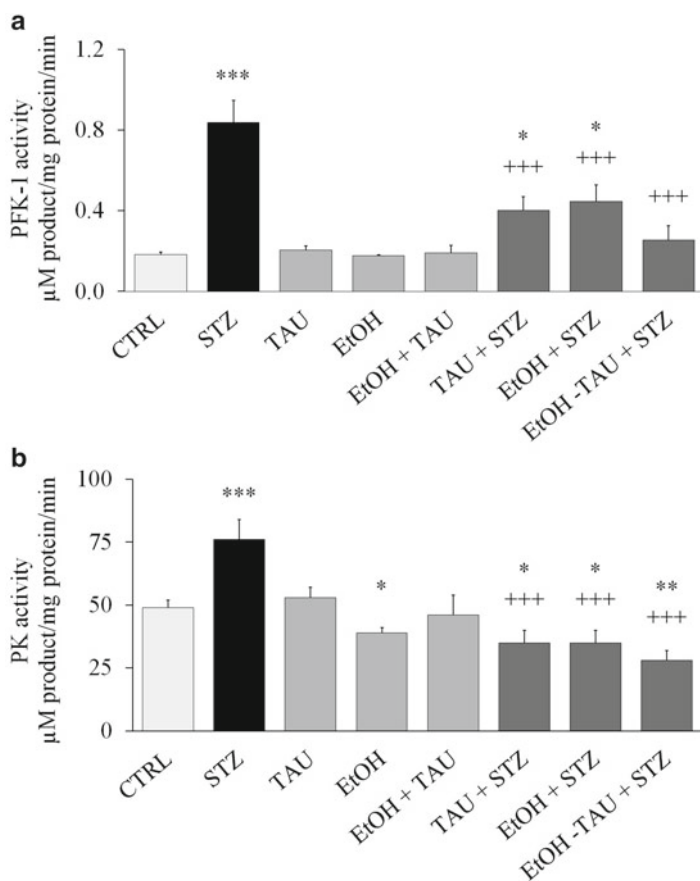 a
PFK-1 activity
µM product/mg protein/min
1.2
0.8
0.4
0.0
***
*
+++
*
+++
+++
CTRL
STZ
TAU
EtOH
EtOH + TAU
TAU + STZ
EtOH + STZ
EtOH -TAU + STZ
b
PK activity
µM product/mg protein/min
100
75
50
25
0
***
*
*
+++
*
+++
**
+++
CTRL
STZ
TAU
EtOH
EtOH + TAU
TAU + STZ
EtOH + STZ
EtOH -TAU + STZ